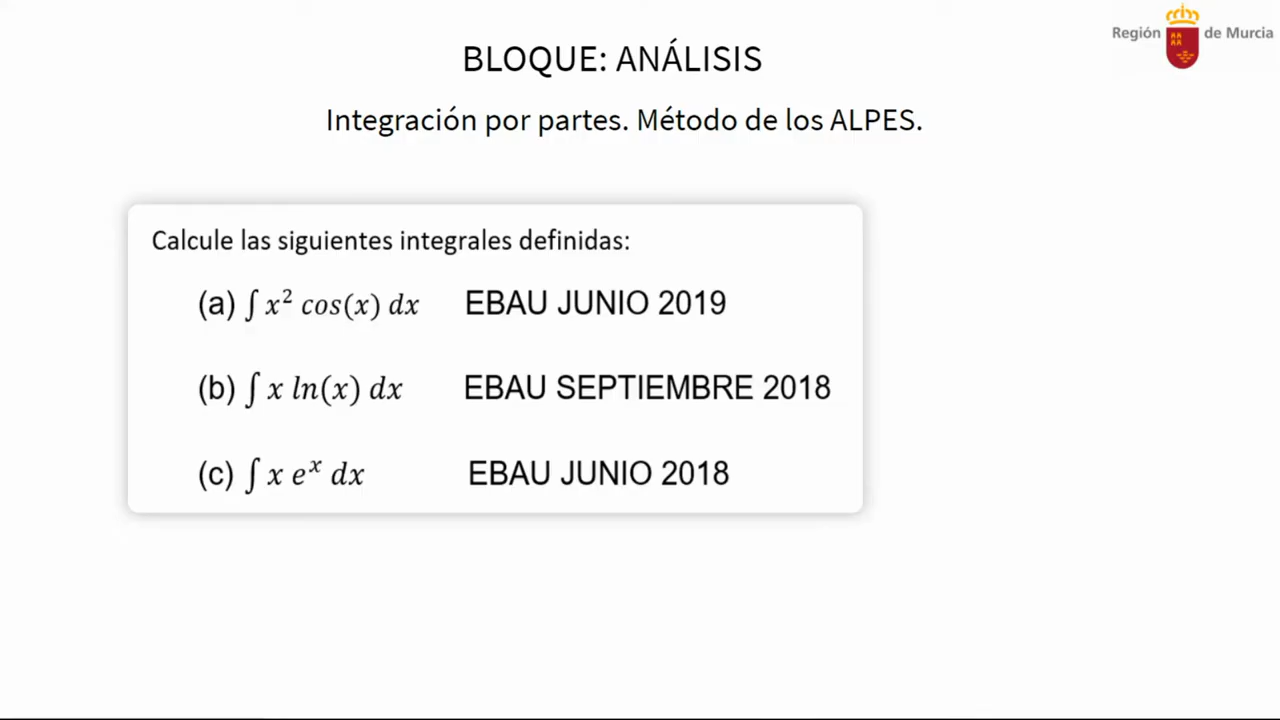 Región de Murcia
BLOQUE: ANÁLISIS
Integración por partes. Método de los ALPES.
Calcule las siguientes integrales definidas:
(a) ∫ x² cos(x) dx EBAU JUNIO 2019
(b) ∫ x ln(x) dx EBAU SEPTIEMBRE 2018
(c) ∫ x eˣ dx EBAU JUNIO 2018